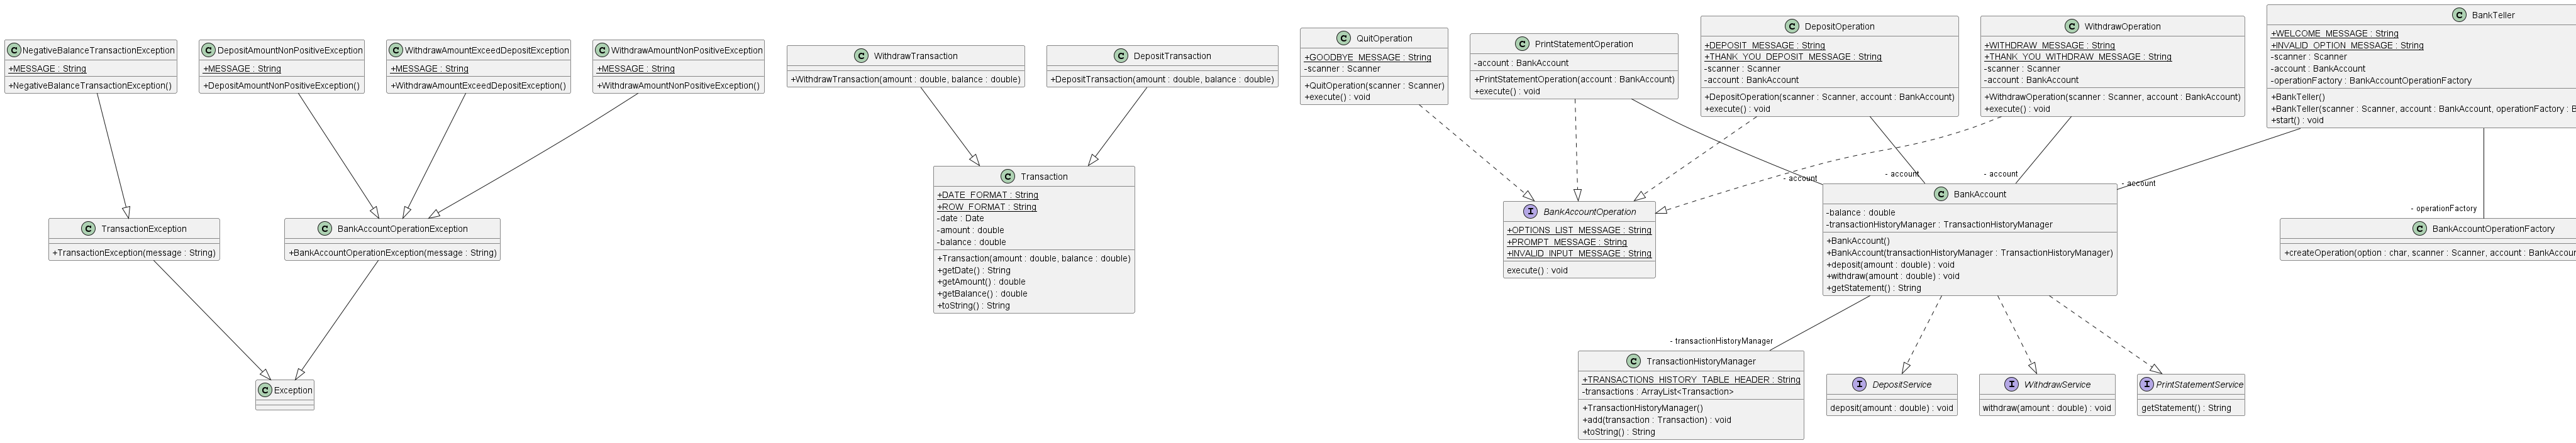 C NegativeBalanceTransactionException
+MESSAGE : String
+NegativeBalanceTransactionException()
C DepositAmountNonPositiveException
+MESSAGE : String
+DepositAmountNonPositiveException()
C WithdrawAmountExceedDepositException
+MESSAGE : String
+WithdrawAmountExceedDepositException()
C WithdrawAmountNonPositiveException
+MESSAGE : String
+WithdrawAmountNonPositiveException()
C WithdrawTransaction
+WithdrawTransaction(amount : double, balance : double)
C DepositTransaction
+DepositTransaction(amount : double, balance : double)
C QuitOperation
+GOODBYE_MESSAGE : String
-scanner : Scanner
+QuitOperation(scanner : Scanner)
+execute() : void
C PrintStatementOperation
-account : BankAccount
+PrintStatementOperation(account : BankAccount)
+execute() : void
C DepositOperation
+DEPOSIT_MESSAGE : String
+THANK_YOU_DEPOSIT_MESSAGE : String
-scanner : Scanner
-account : BankAccount
+DepositOperation(scanner : Scanner, account : BankAccount)
+execute() : void
C WithdrawOperation
+WITHDRAW_MESSAGE : String
+THANK_YOU_WITHDRAW_MESSAGE : String
-scanner : Scanner
-account : BankAccount
+WithdrawOperation(scanner : Scanner, account : BankAccount)
+execute() : void
C BankTeller
+WELCOME_MESSAGE : String
+INVALID_OPTION_MESSAGE : String
-scanner : Scanner
-account : BankAccount
-operationFactory : BankAccountOperationFactory
+BankTeller()
+BankTeller(scanner : Scanner, account : BankAccount, operationFactory : B
+start() : void
- account
- account
- account
- account
- operationFactory
C TransactionException
+TransactionException(message : String)
C BankAccountOperationException
+BankAccountOperationException(message : String)
C Transaction
+DATE_FORMAT : String
+ROW_FORMAT : String
-date : Date
-amount : double
-balance : double
+Transaction(amount : double, balance : double)
+getDate() : String
+getAmount() : double
+getBalance() : double
+toString() : String
I BankAccountOperation
+OPTIONS_LIST_MESSAGE : String
+PROMPT_MESSAGE : String
+INVALID_INPUT_MESSAGE : String
execute() : void
C BankAccount
-balance : double
-transactionHistoryManager : TransactionHistoryManager
+BankAccount()
+BankAccount(transactionHistoryManager : TransactionHistoryManager)
+deposit(amount : double) : void
+withdraw(amount : double) : void
+getStatement() : String
C BankAccountOperationFactory
+createOperation(option : char, scanner : Scanner, account : BankAccoun
- transactionHistoryManager
C Exception
C TransactionHistoryManager
+TRANSACTIONS_HISTORY_TABLE_HEADER : String
-transactions : ArrayList<Transaction>
+TransactionHistoryManager()
+add(transaction : Transaction) : void
+toString() : String
I DepositService
deposit(amount : double) : void
I WithdrawService
withdraw(amount : double) : void
I PrintStatementService
getStatement() : String